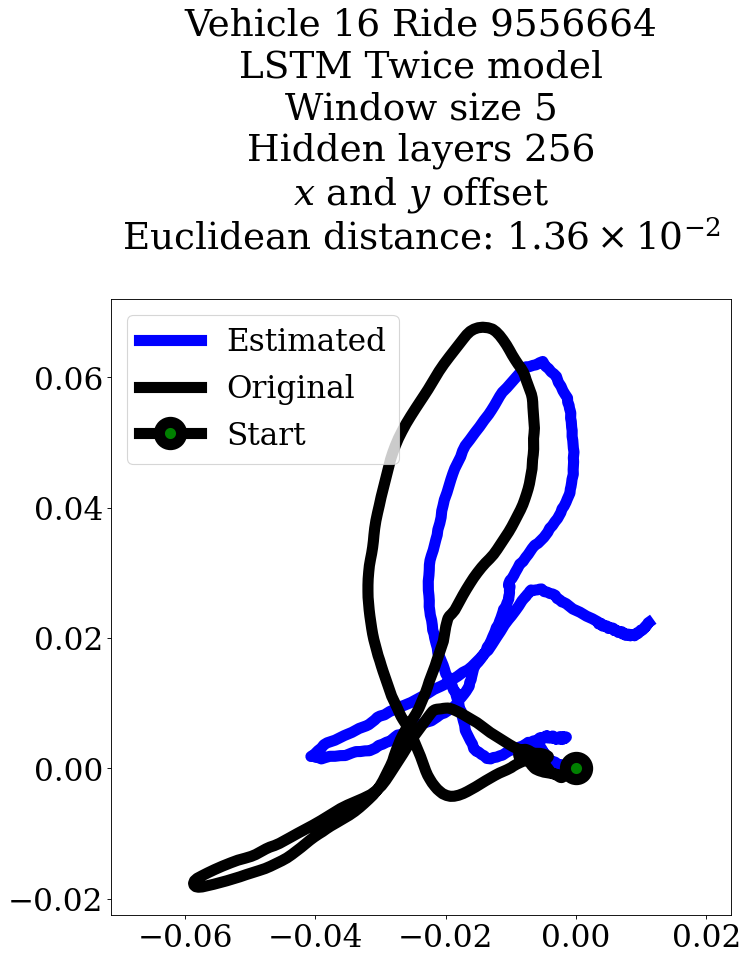 Vehicle 16 Ride 9556664
LSTM Twice model
Window size 5
Hidden layers 256
x and y offset
Euclidean distance: 1.36 × 10⁻²
Estimated
Original
Start
0.06
0.04
0.02
0.00
−0.02
−0.06 −0.04 −0.02 0.00 0.02